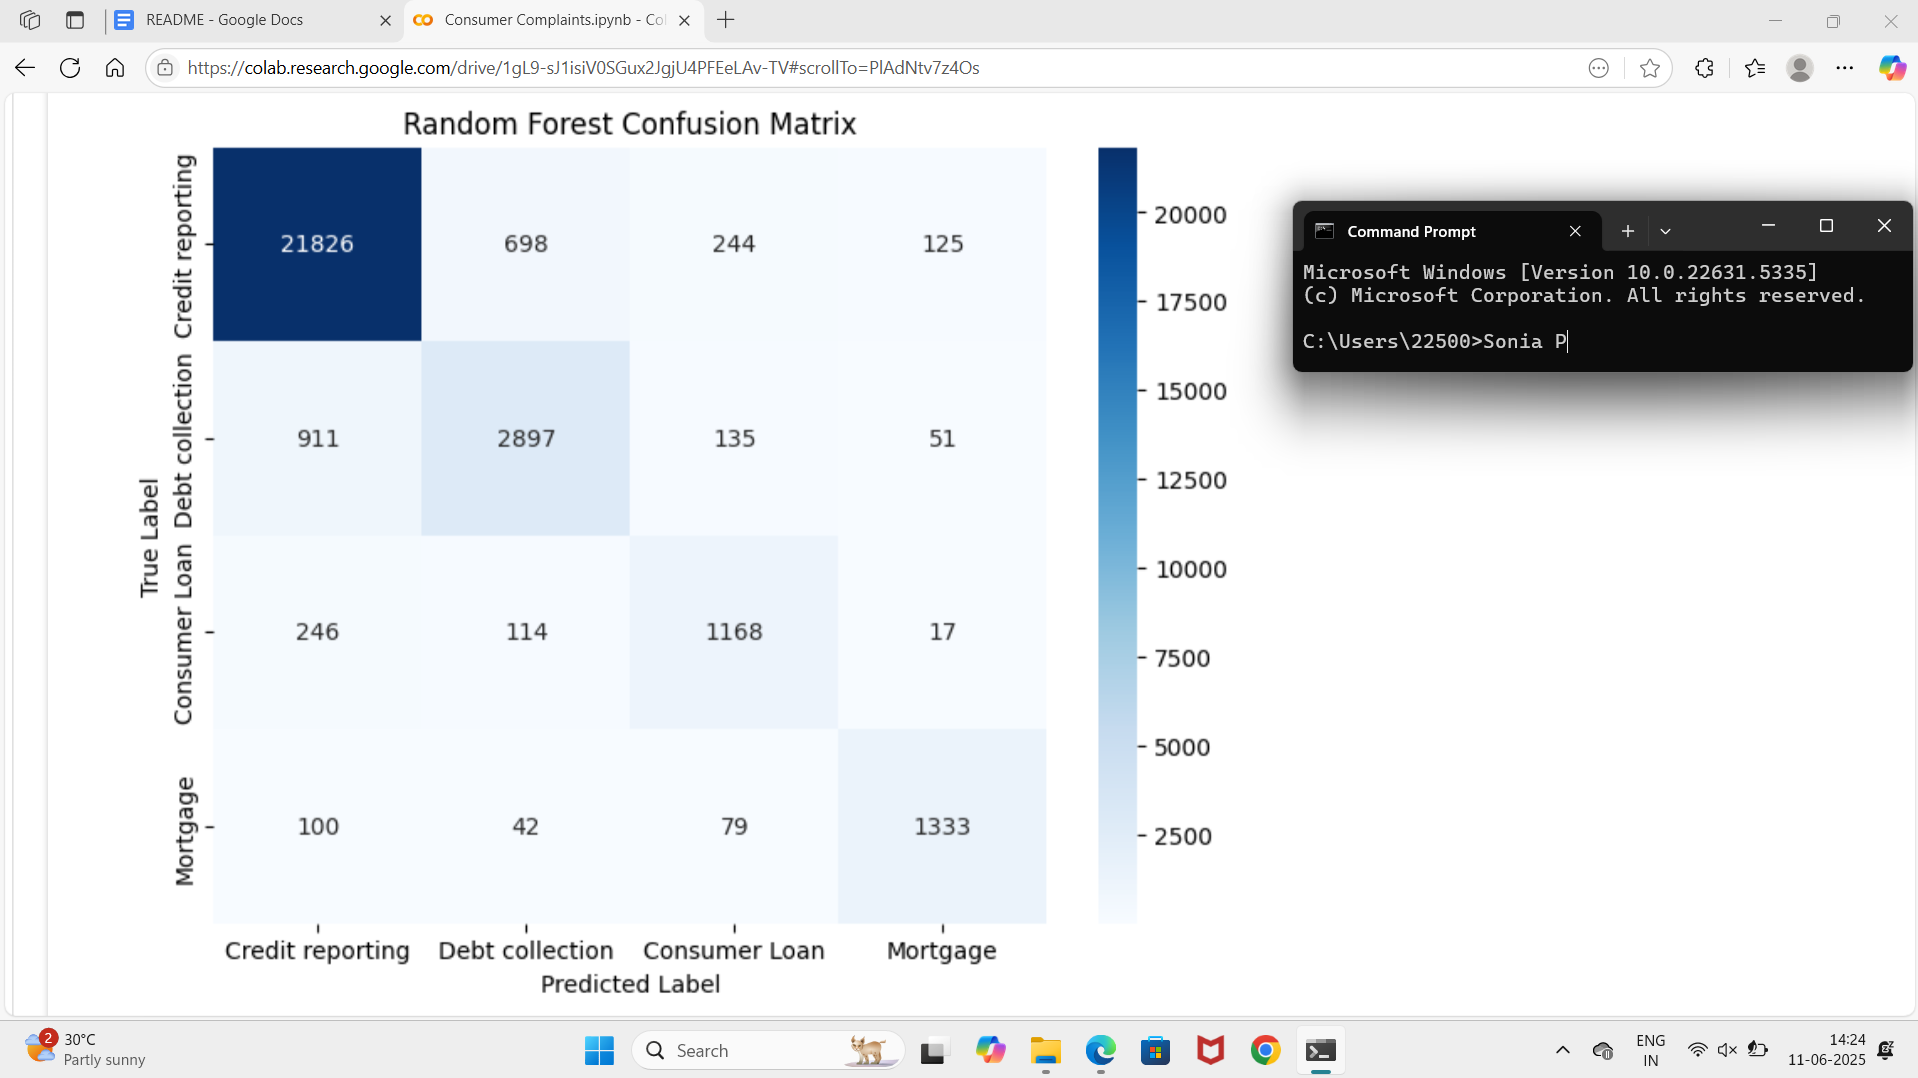 README - Google Docs
Consumer Complaints.ipynb - Co
https://colab.research.google.com/drive/1gL9-sJ1isiV0SGux2JgjU4PFEeLAv-TV#scrollTo=PlAdNtv7z4Os
Random Forest Confusion Matrix
True Label
Credit reporting
21826 698 244 125
Debt collection
911 2897 135 51
Consumer Loan
246 114 1168 17
Mortgage
100 42 79 1333
Credit reporting Debt collection Consumer Loan Mortgage
Predicted Label
20000
17500
15000
12500
10000
7500
5000
2500
Command Prompt
Microsoft Windows [Version 10.0.22631.5335]
(c) Microsoft Corporation. All rights reserved.
C:\Users\22500>Sonia P
2
30°C
Partly sunny
Search
ENG
IN
14:24
11-06-2025